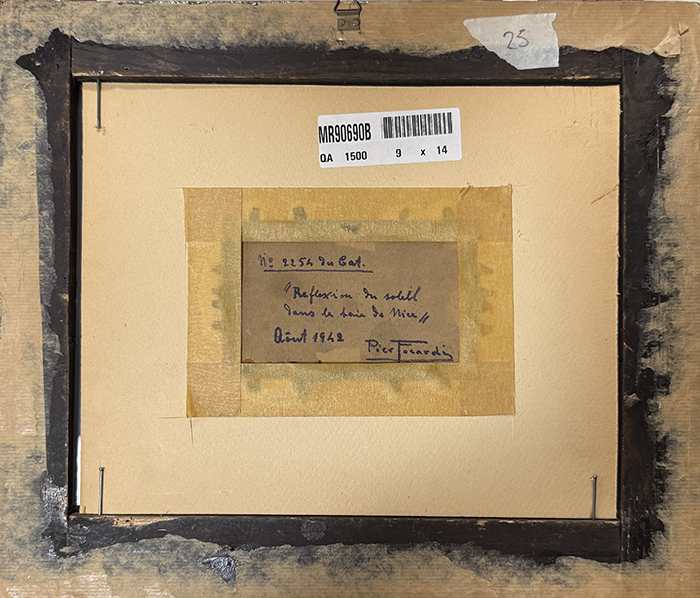 25
MR90690B
QA 1500 9 x 14
No 2254 du Cat.
"Reflexion du soleil
dans la baie de Nice"
Août 1942
Pier Focardi